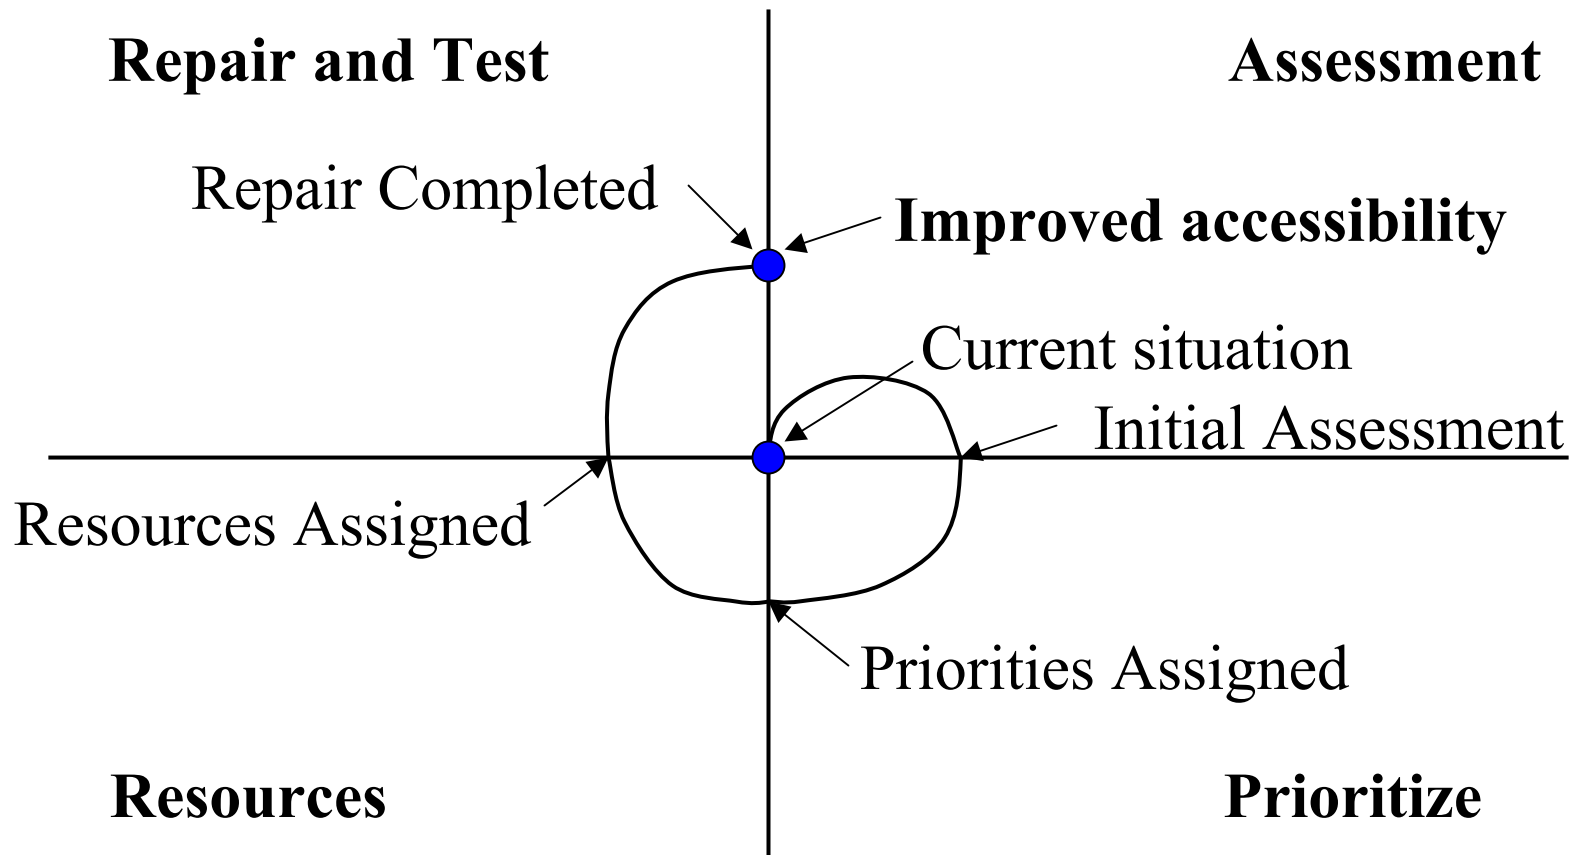 Repair and Test
Assessment
Repair Completed
Improved accessibility
Current situation
Initial Assessment
Resources Assigned
Priorities Assigned
Resources
Prioritize